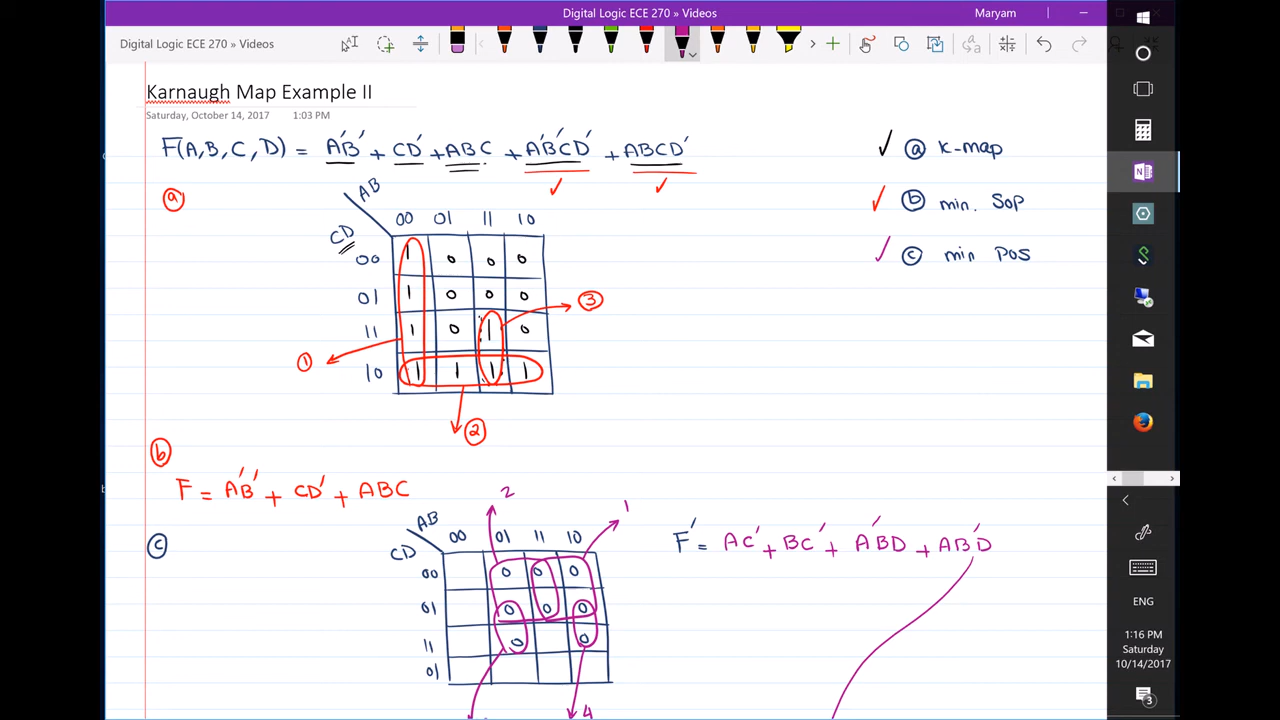 Digital Logic ECE 270 » Videos
Maryam
Digital Logic ECE 270 » Videos
Karnaugh Map Example II
Saturday, October 14, 2017 1:03 PM
F(A,B,C,D) = A'B' + CD' + ABC + A'B'CD' + ABCD'
✓ ⓐ K-map
✓ ⓑ min. SOP
✓ ⓒ min POS
ⓐ
AB
CD
00 01 11 10
00 1 0 0 0
01 1 0 0 0
11 1 0 1 0
10 1 1 1 1
③
①
②
ⓑ
F = A'B' + CD' + ABC
ⓒ
2
1
AB
CD
00 01 11 10
00 0 0 0
01 0 0 0
11 0 0
01
4
F' = AC' + BC' + A'BD + AB'D
ENG
1:16 PM
Saturday
10/14/2017
3